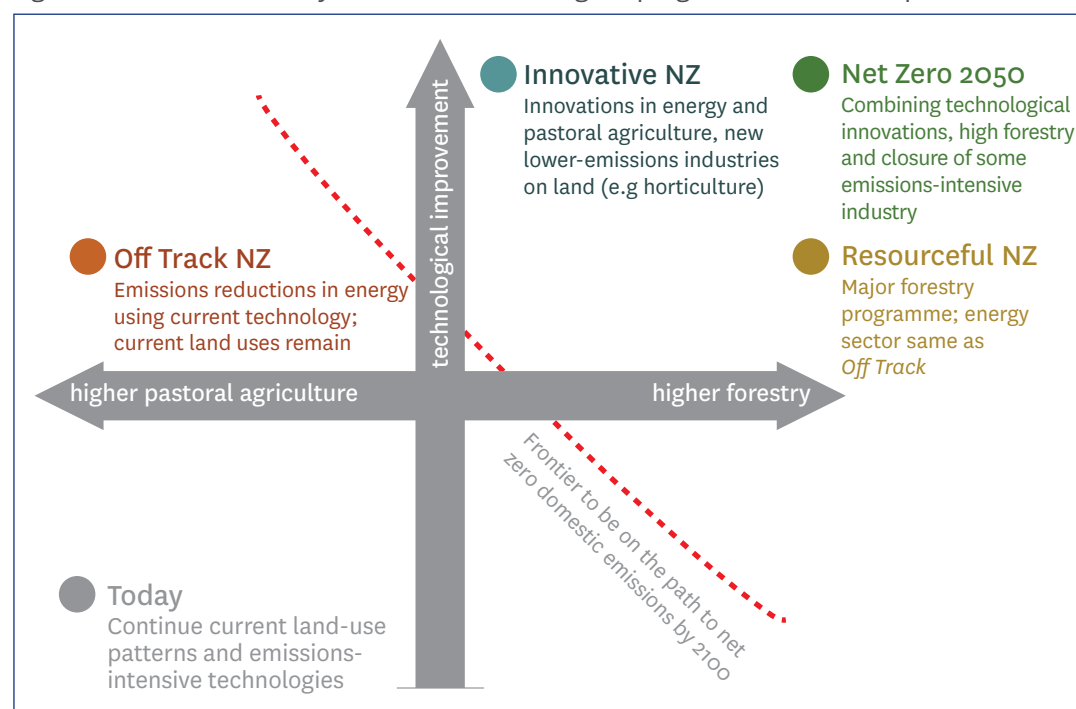 Innovative NZ
Innovations in energy and
pastoral agriculture, new
lower-emissions industries
on land (e.g horticulture)
Net Zero 2050
Combining technological
innovations, high forestry
and closure of some
emissions-intensive
industry
technological improvement
Off Track NZ
Emissions reductions in energy
using current technology;
current land uses remain
Resourceful NZ
Major forestry
programme; energy
sector same as
Off Track
higher pastoral agriculture
higher forestry
Frontier to be on the path to net
zero domestic emissions by 2100
Today
Continue current land-use
patterns and emissions-
intensive technologies